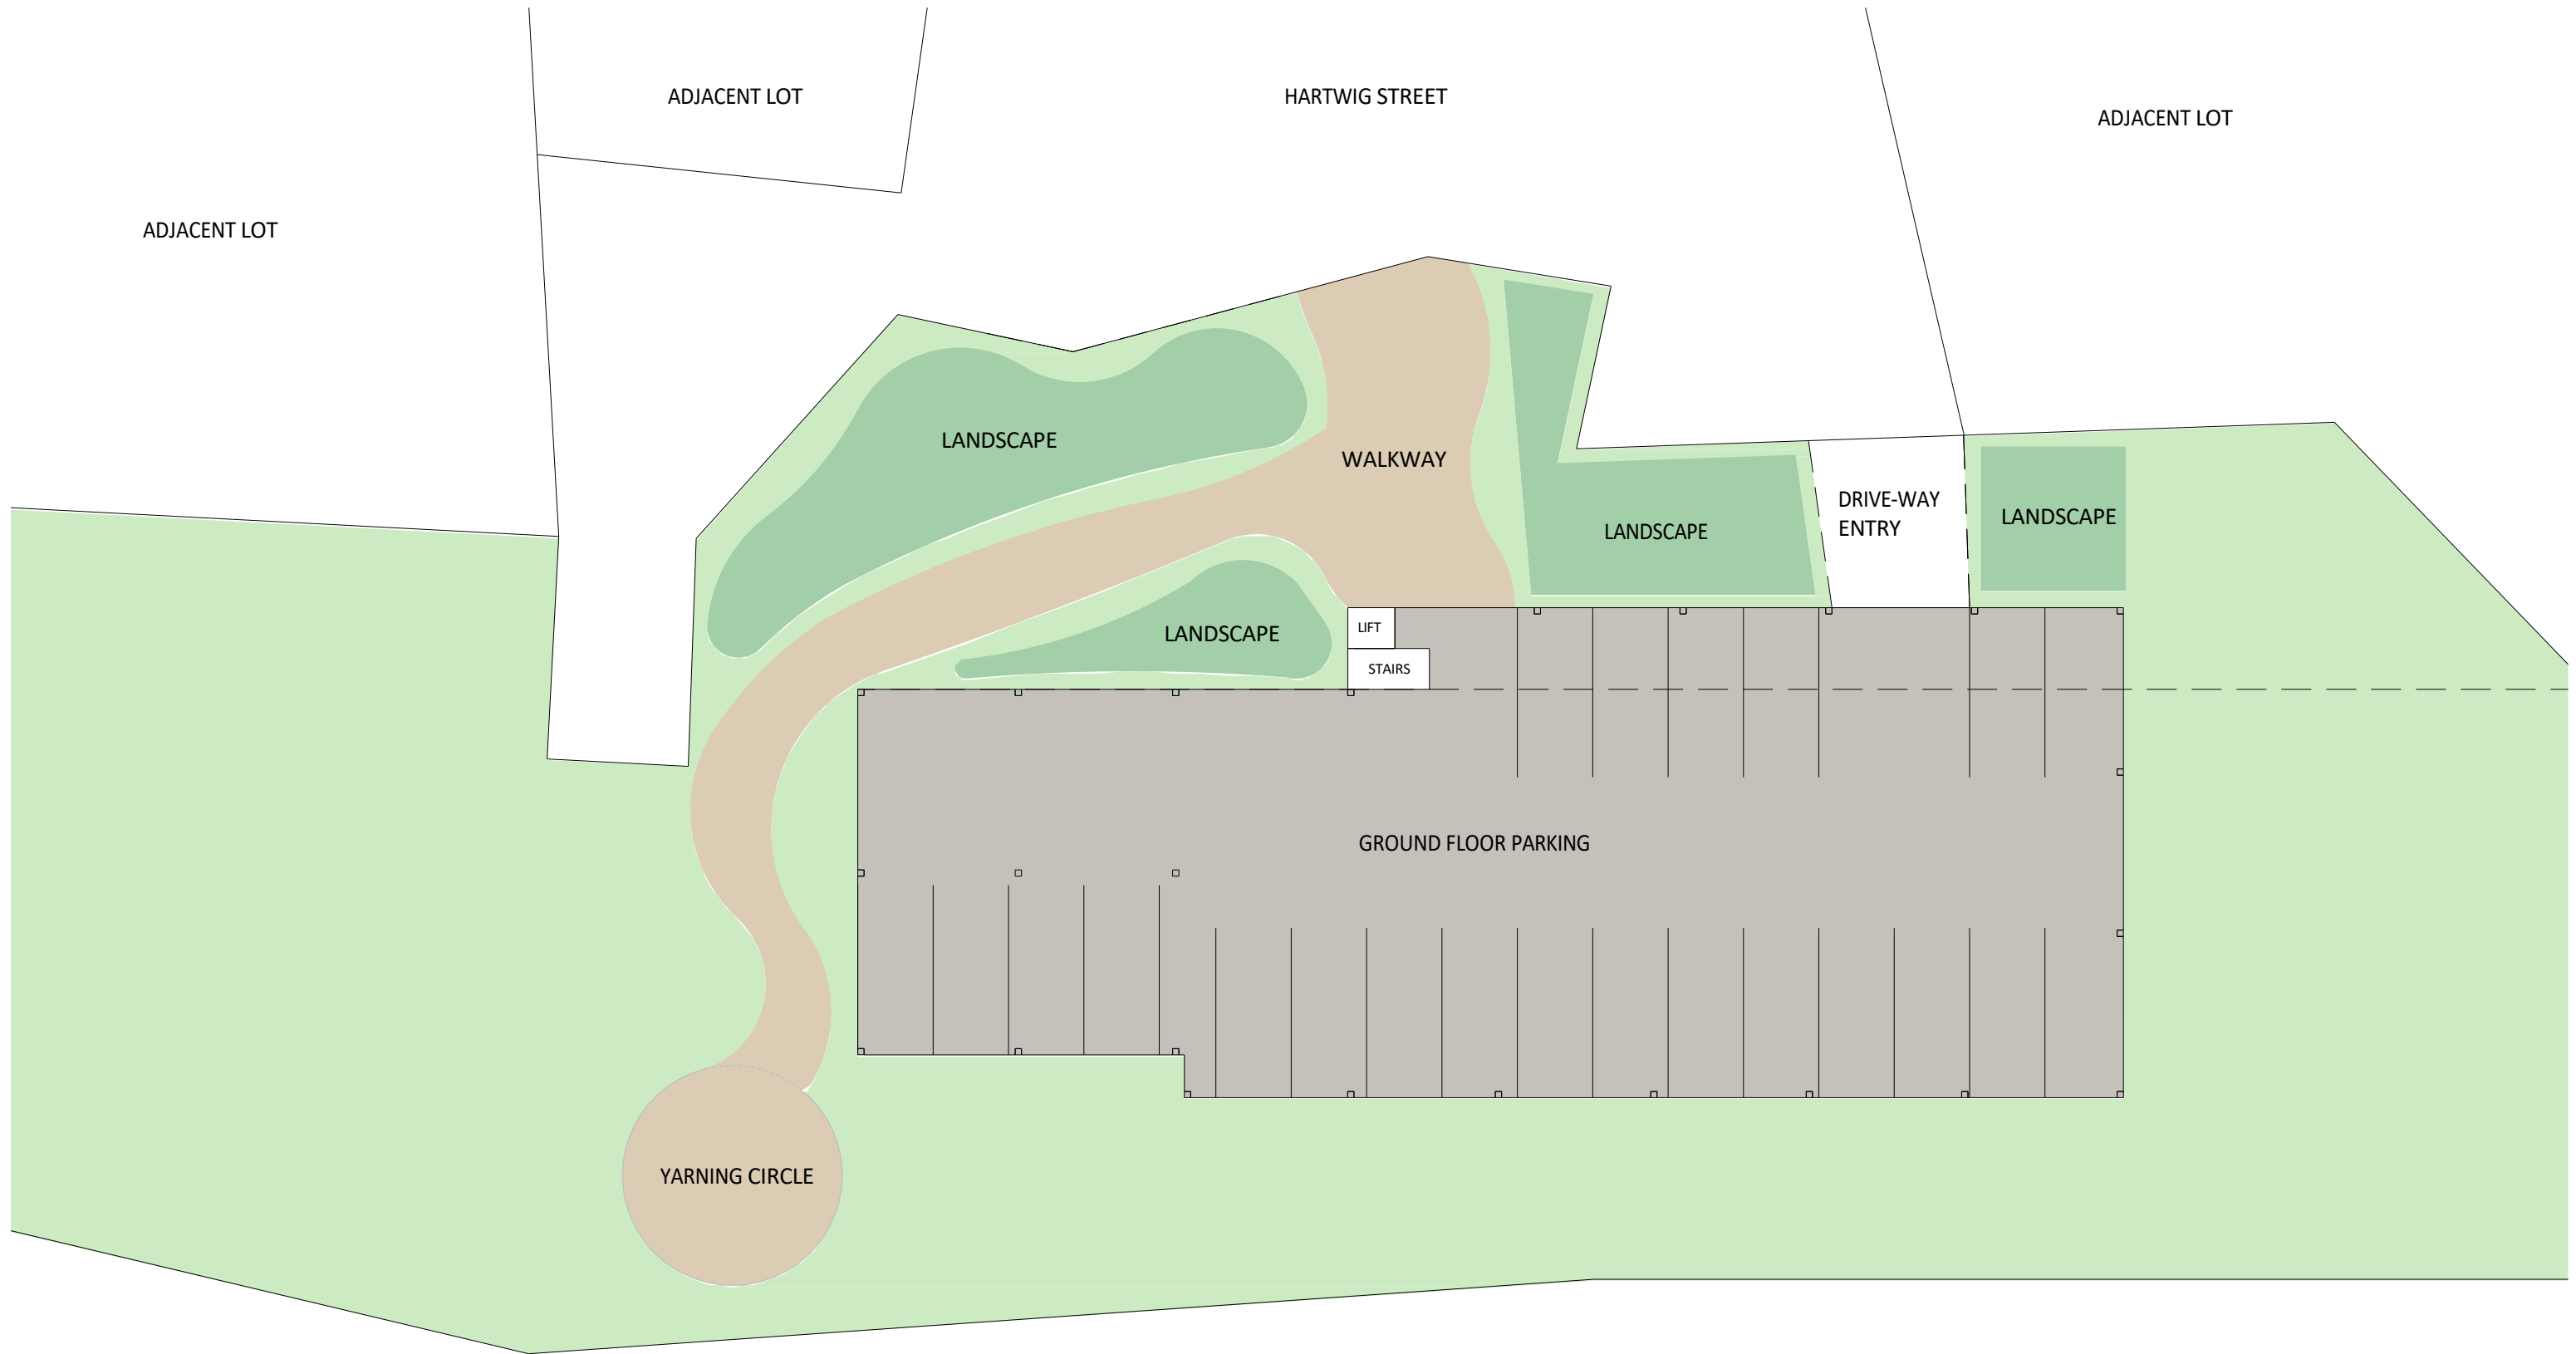 ADJACENT LOT
HARTWIG STREET
ADJACENT LOT
ADJACENT LOT
LANDSCAPE
WALKWAY
DRIVE-WAY
ENTRY
LANDSCAPE
LANDSCAPE
LIFT
LANDSCAPE
STAIRS
GROUND FLOOR PARKING
YARNING CIRCLE